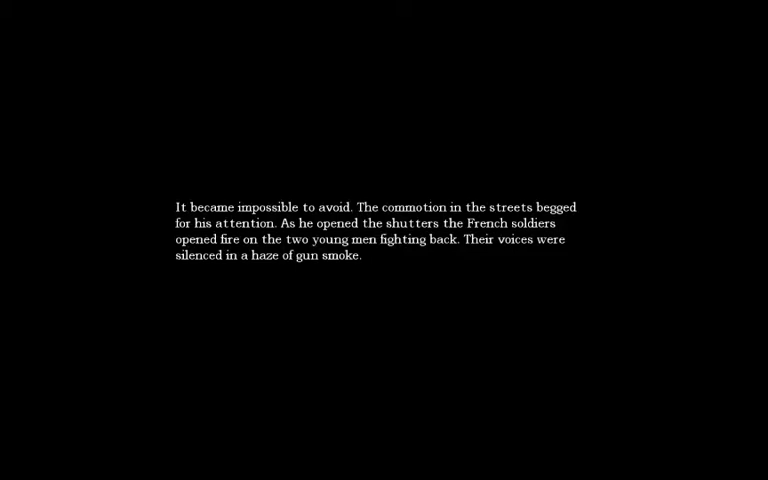 It became impossible to avoid. The commotion in the streets begged
for his attention. As he opened the shutters the French soldiers
opened fire on the two young men fighting back. Their voices were
silenced in a haze of gun smoke.